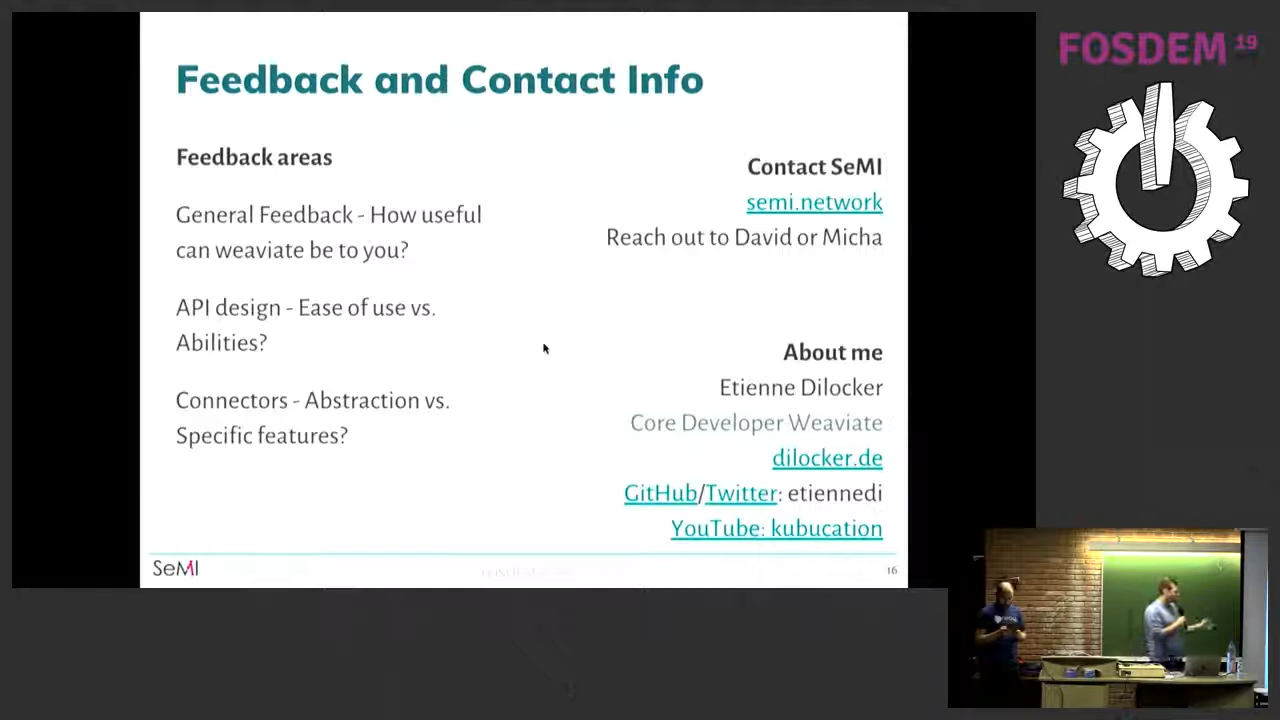 FOSDEM 19
Feedback and Contact Info
Feedback areas
General Feedback - How useful
can weaviate be to you?
API design - Ease of use vs.
Abilities?
Connectors - Abstraction vs.
Specific features?
Contact SeMI
semi.network
Reach out to David or Micha
About me
Etienne Dilocker
Core Developer Weaviate
dilocker.de
GitHub/Twitter: etiennedi
YouTube: kubucation
SeMI
16